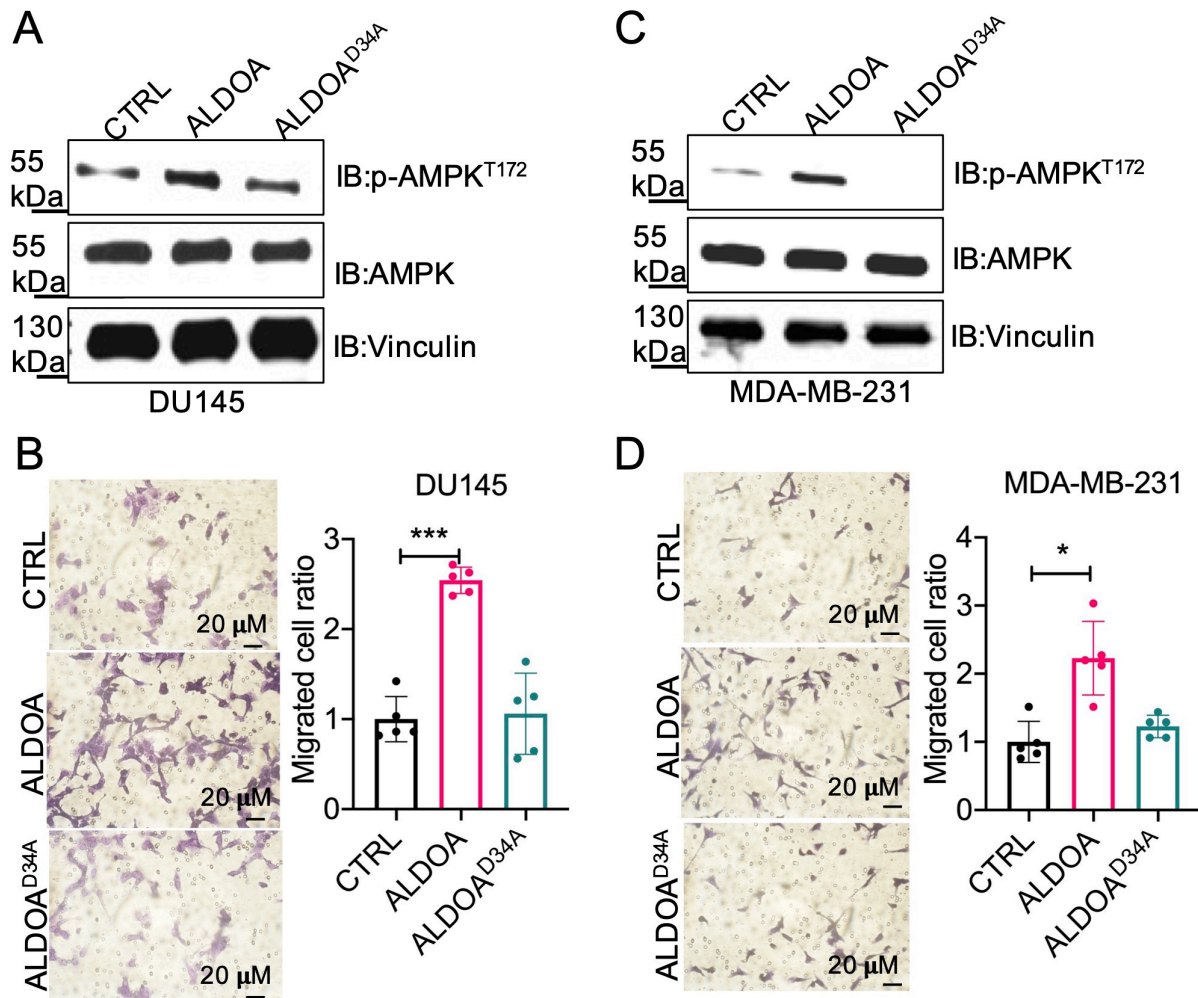 A
CTRL
ALDOA
ALDOA^D34A
55
kDa
IB:p-AMPK^T172
55
kDa
IB:AMPK
130
kDa
IB:Vinculin
DU145
C
CTRL
ALDOA
ALDOA^D34A
55
kDa
IB:p-AMPK^T172
55
kDa
IB:AMPK
130
kDa
IB:Vinculin
MDA-MB-231
B
CTRL
20 μM
ALDOA
20 μM
ALDOA^D34A
20 μM
DU145
Migrated cell ratio
3
2
1
0
***
CTRL
ALDOA
ALDOA^D34A
D
CTRL
20 μM
ALDOA
20 μM
ALDOA^D34A
20 μM
MDA-MB-231
Migrated cell ratio
4
3
2
1
0
*
CTRL
ALDOA
ALDOA^D34A